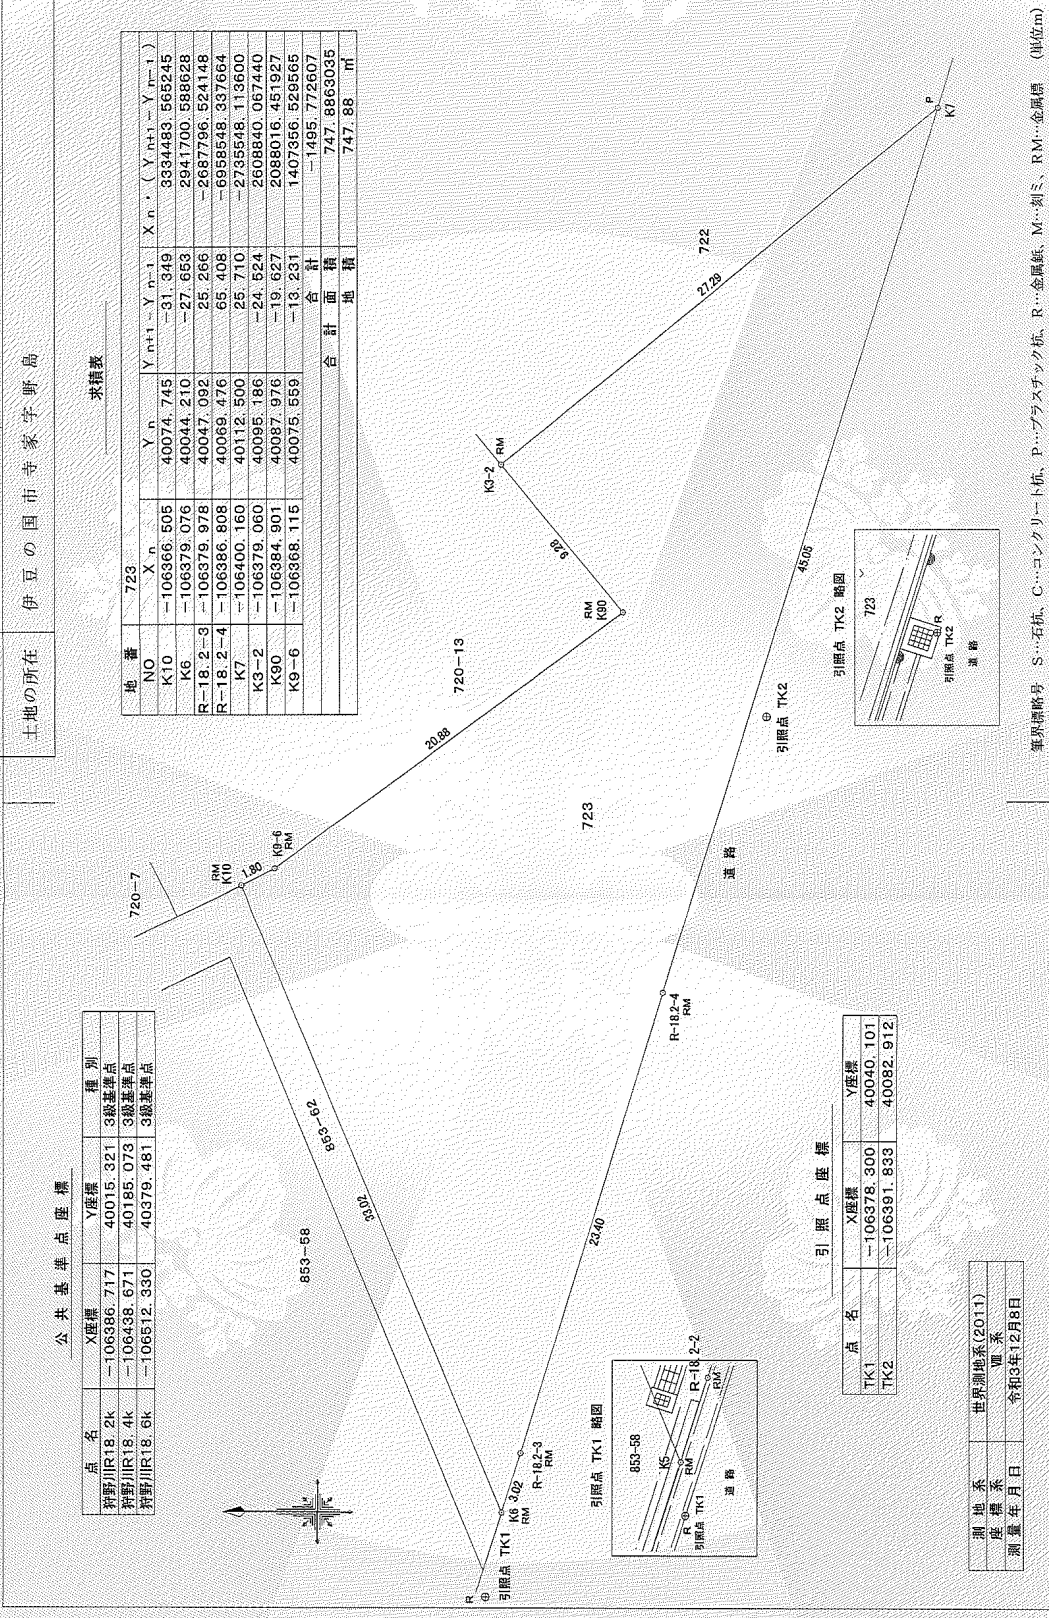 土地の所在 伊豆の国市寺家字野島
公共基準点座標
点名 X座標 Y座標 種別
狩野川R18.2k −106386.717 40015.321 3級基準点
狩野川R18.4k −106438.671 40185.073 3級基準点
狩野川R18.6k −106512.330 40379.481 3級基準点
求積表
地番 723
NO Xn Yn Yn+1−Yn−1 Xn・(Yn+1−Yn−1)
K10 −106366.505 40074.745 −31.349 3334483.565245
K6 −106379.076 40044.210 −27.653 2941700.588628
R−18.2−3 −106379.978 40047.092 25.266 −2687796.524148
R−18.2−4 −106386.808 40069.476 65.408 −6958548.337664
K7 −106400.160 40112.500 25.710 −2735548.113600
K3−2 −106379.060 40095.186 −24.524 2608840.067440
K90 −106384.901 40087.976 −19.627 2088016.451927
K9−6 −106368.115 40075.559 −13.231 1407356.529565
合計 −1495.772607
合計面積 747.8863035
地積 747.88 ㎡
720−7
RM
K10
1.80
K9−6
RM
853−62
33.02
853−58
20.88
720−13
RM
K90
9.28
K3−2
RM
27.29
722
P
K7
723
45.05
引照点 TK2
道路
R−18.2−4
RM
23.40
R−18.2−3
RM
3.02
K6
RM
R
引照点 TK1
引照点 TK1 略図
853−58
K5
RM
R−18.2−2
RM
R
引照点 TK1
道路
引照点 TK2 略図
723
R
引照点 TK2
道路
引照点座標
点名 X座標 Y座標
TK1 −106378.300 40040.101
TK2 −106391.833 40082.912
測地系 世界測地系(2011)
座標系 Ⅷ系
測量年月日 令和3年12月8日
筆界標略号 S…石杭、C…コンクリート杭、P…プラスチック杭、R…金属鋲、M…刻ミ、RM…金属標 (単位m)